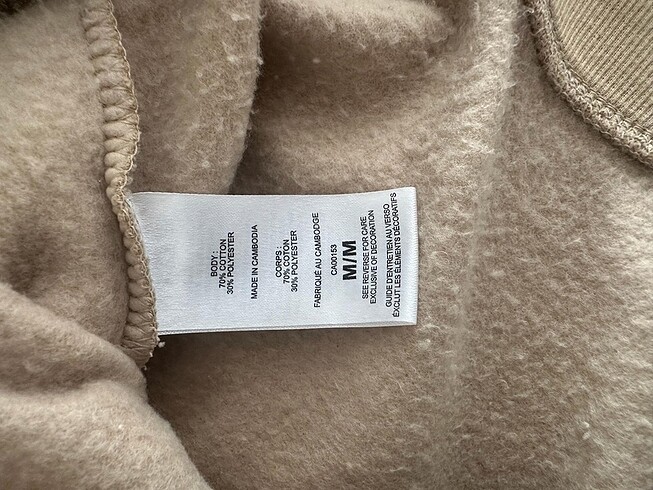 BODY:
70% COTTON
30% POLYESTER
MADE IN CAMBODIA
CORPS :
70% COTON
30% POLYESTER
FABRIQUÉ AU CAMBODGE
CA00153
M/M
SEE REVERSE FOR CARE
EXCLUSIVE OF DECORATION
GUIDE D'ENTRETIEN AU VERSO
EXCLUT LES ÉLÉMENTS DÉCORATIFS